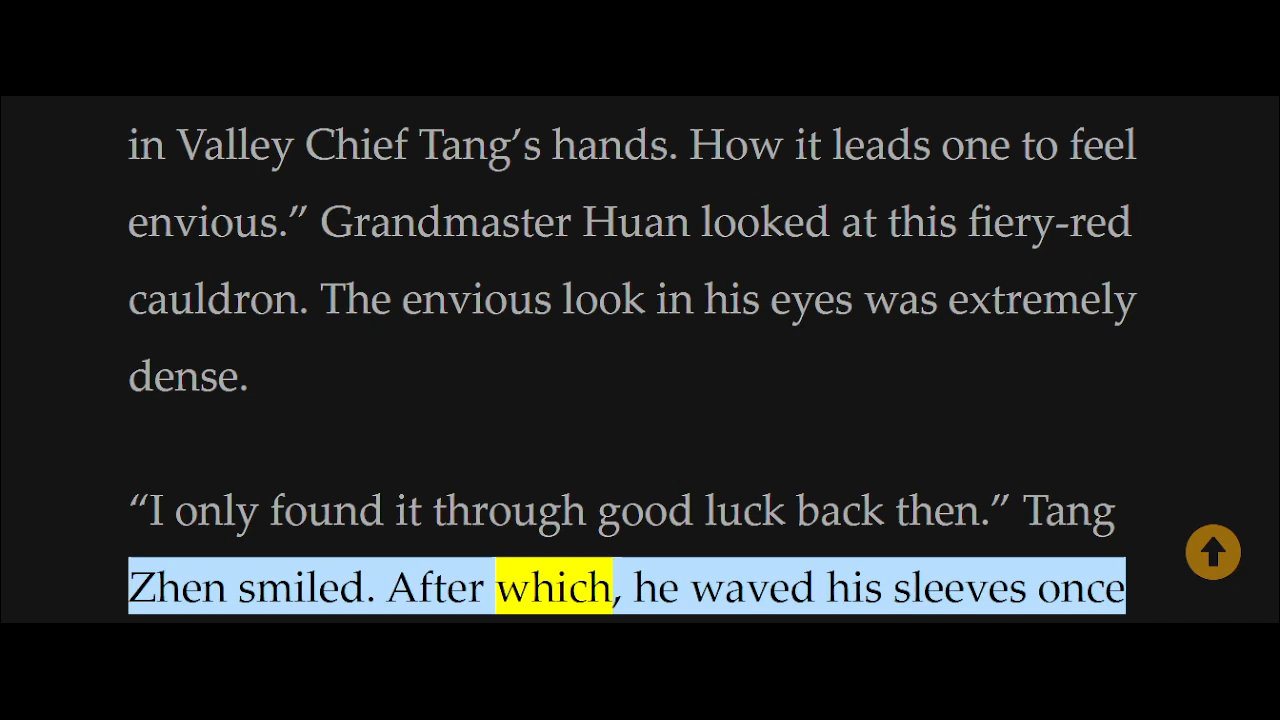 in Valley Chief Tang’s hands. How it leads one to feel
envious.” Grandmaster Huan looked at this fiery-red
cauldron. The envious look in his eyes was extremely
dense.
“I only found it through good luck back then.” Tang
Zhen smiled. After which, he waved his sleeves once